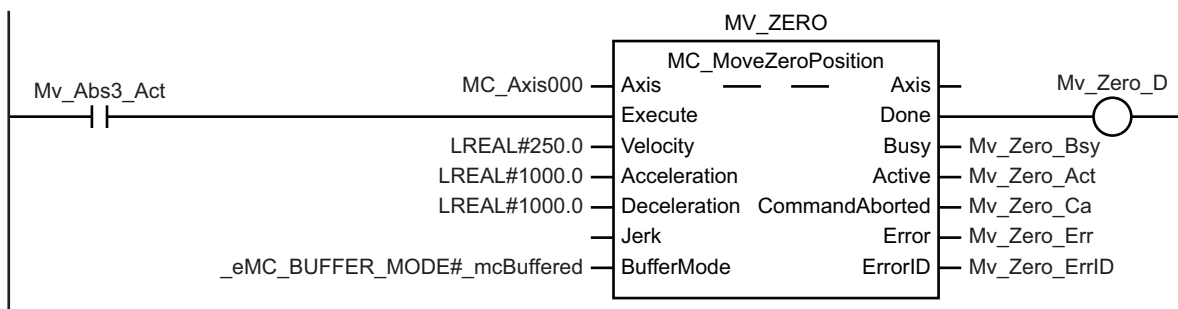 MV_ZERO
MC_MoveZeroPosition
Mv_Abs3_Act
MC_Axis000 Axis Axis Mv_Zero_D
Execute Done
LREAL#250.0 Velocity Busy Mv_Zero_Bsy
LREAL#1000.0 Acceleration Active Mv_Zero_Act
LREAL#1000.0 Deceleration CommandAborted Mv_Zero_Ca
Jerk Error Mv_Zero_Err
_eMC_BUFFER_MODE#_mcBuffered BufferMode ErrorID Mv_Zero_ErrID